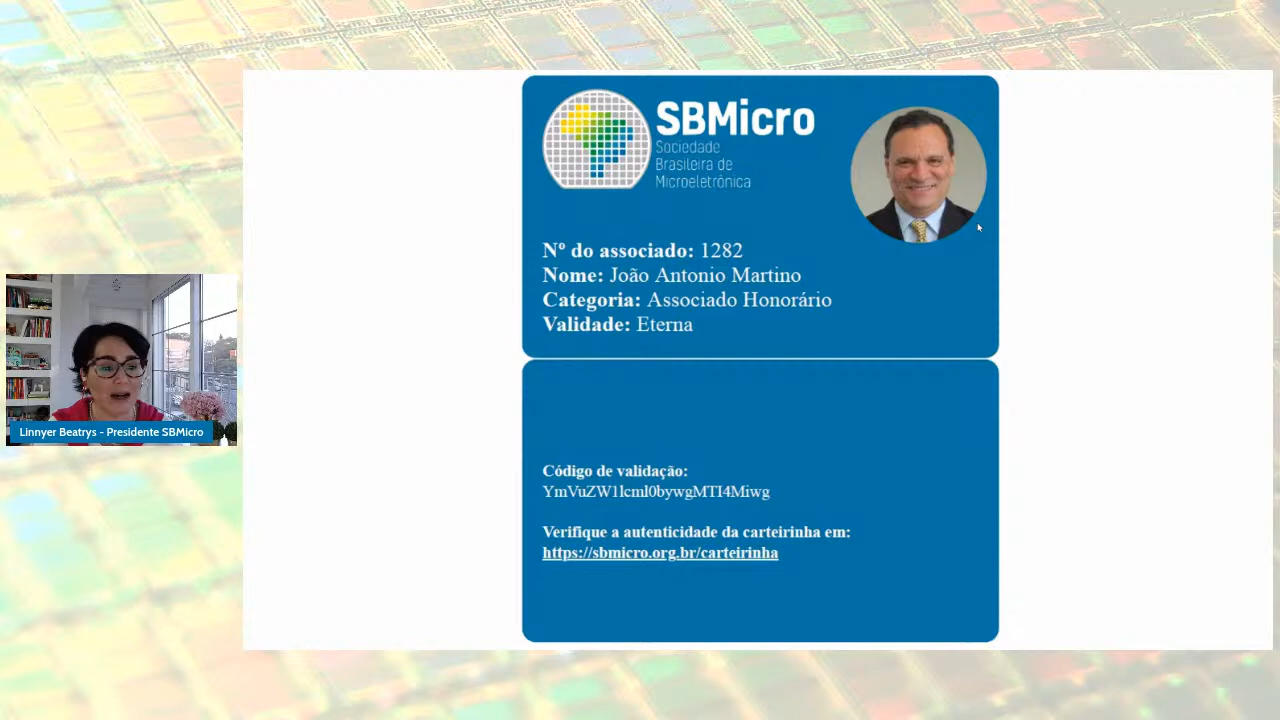 SBMicro
Sociedade
Brasileira de
Microeletrônica
Nº do associado: 1282
Nome: João Antonio Martino
Categoria: Associado Honorário
Validade: Eterna
Linnyer Beatrys - Presidente SBMicro
Código de validação:
YmVuZW1lcml0bywgMTI4Miwg
Verifique a autenticidade da carteirinha em:
https://sbmicro.org.br/carteirinha